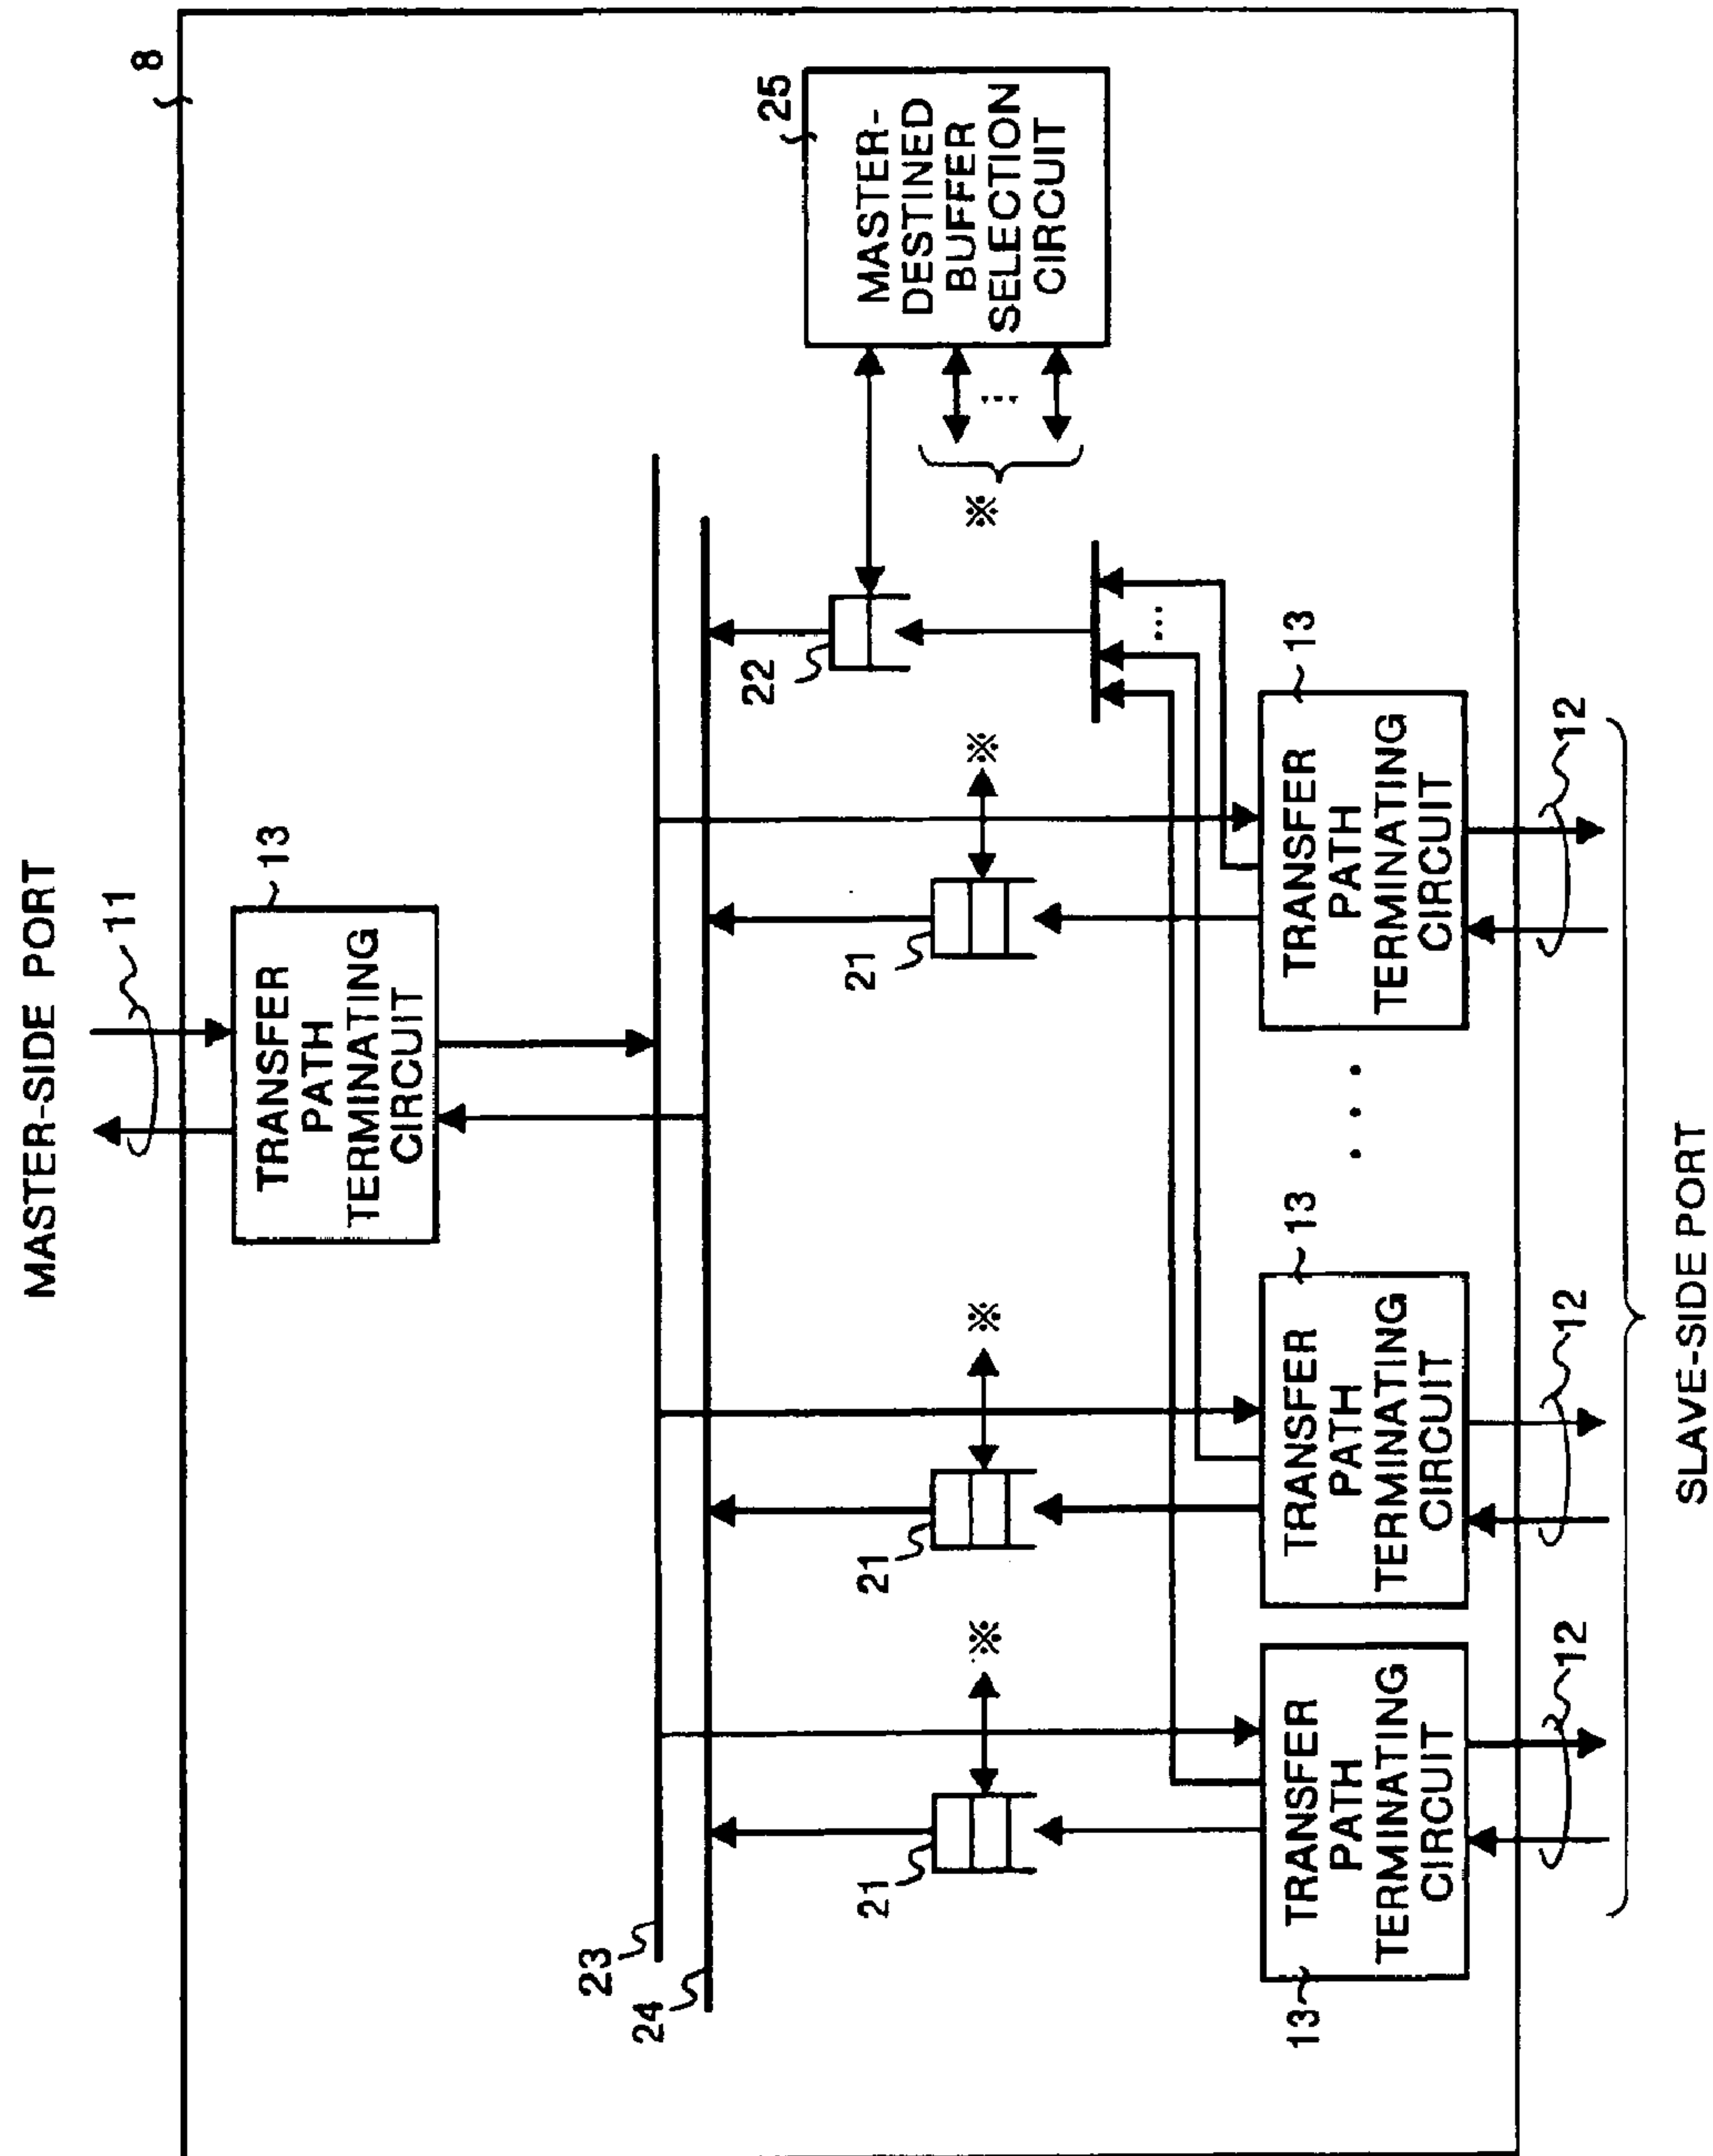 MASTER-SIDE PORT
11
8
13
TRANSFER
PATH
TERMINATING
CIRCUIT
23
24
25
MASTER-
DESTINED
BUFFER
SELECTION
CIRCUIT
22
21
21
21
※
※
※
※
...
...
13
TRANSFER
PATH
TERMINATING
CIRCUIT
13
TRANSFER
PATH
TERMINATING
CIRCUIT
...
13
TRANSFER
PATH
TERMINATING
CIRCUIT
12
12
12
SLAVE-SIDE PORT